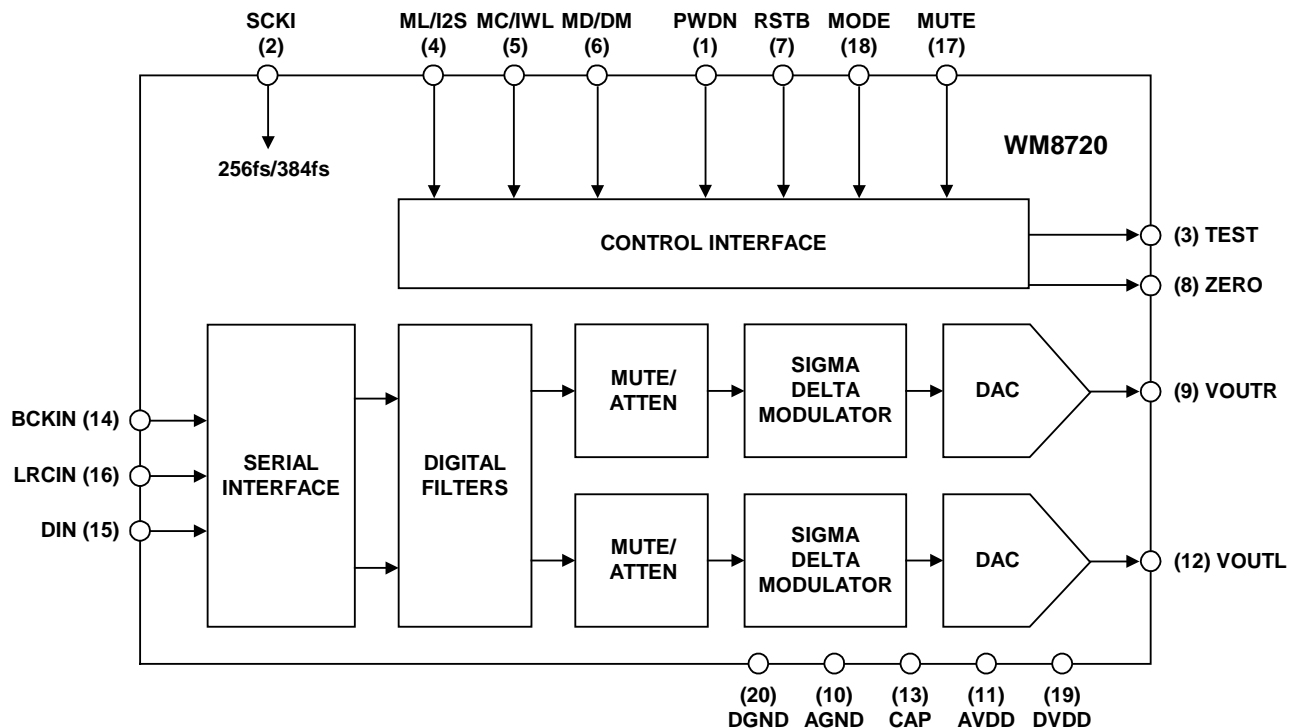 SCKI
(2)
ML/I2S
(4)
MC/IWL
(5)
MD/DM
(6)
PWDN
(1)
RSTB
(7)
MODE
(18)
MUTE
(17)
256fs/384fs
WM8720
CONTROL INTERFACE
(3) TEST
(8) ZERO
BCKIN (14)
LRCIN (16)
DIN (15)
SERIAL
INTERFACE
DIGITAL
FILTERS
MUTE/
ATTEN
SIGMA
DELTA
MODULATOR
DAC
(9) VOUTR
MUTE/
ATTEN
SIGMA
DELTA
MODULATOR
DAC
(12) VOUTL
(20)
DGND
(10)
AGND
(13)
CAP
(11)
AVDD
(19)
DVDD